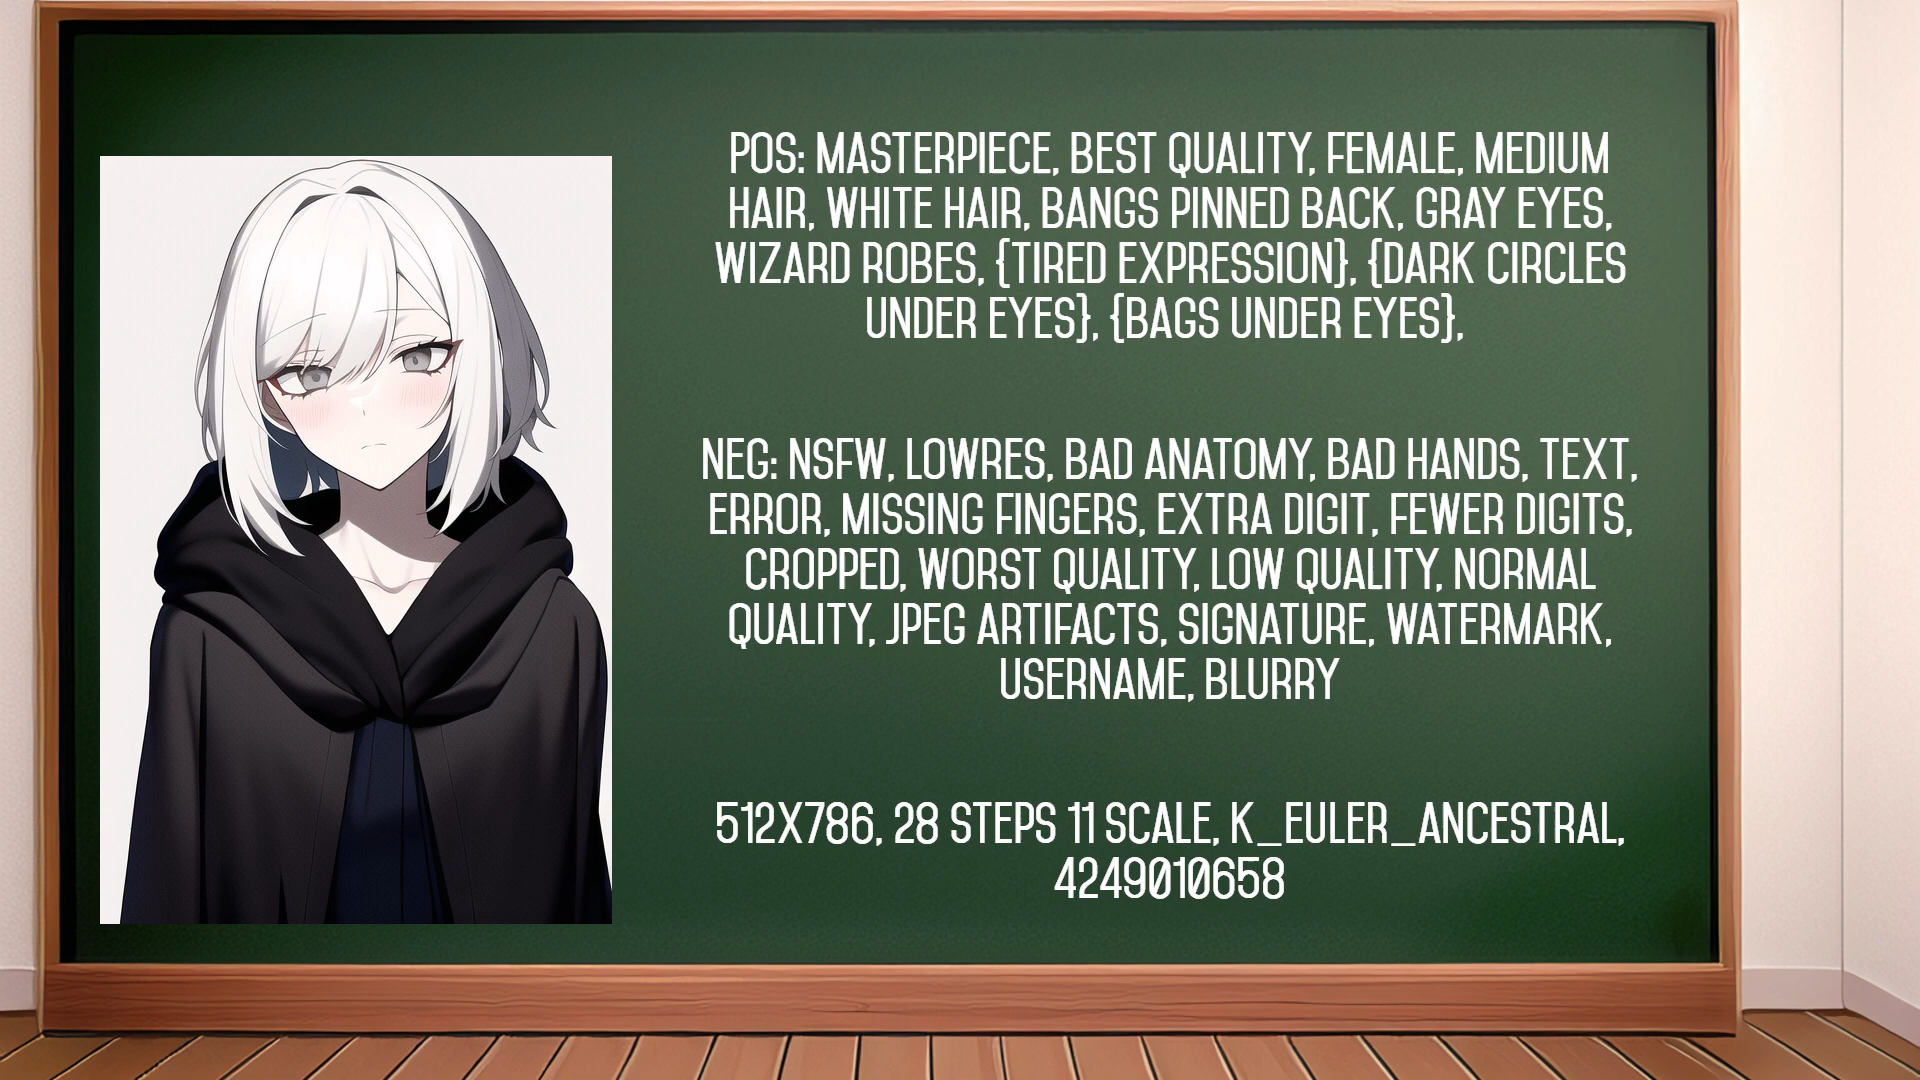 POS: MASTERPIECE, BEST QUALITY, FEMALE, MEDIUM
HAIR, WHITE HAIR, BANGS PINNED BACK, GRAY EYES,
WIZARD ROBES, {TIRED EXPRESSION}, {DARK CIRCLES
UNDER EYES}, {BAGS UNDER EYES},
NEG: NSFW, LOWRES, BAD ANATOMY, BAD HANDS, TEXT,
ERROR, MISSING FINGERS, EXTRA DIGIT, FEWER DIGITS,
CROPPED, WORST QUALITY, LOW QUALITY, NORMAL
QUALITY, JPEG ARTIFACTS, SIGNATURE, WATERMARK,
USERNAME, BLURRY
512X786, 28 STEPS 11 SCALE, K_EULER_ANCESTRAL,
4249010658